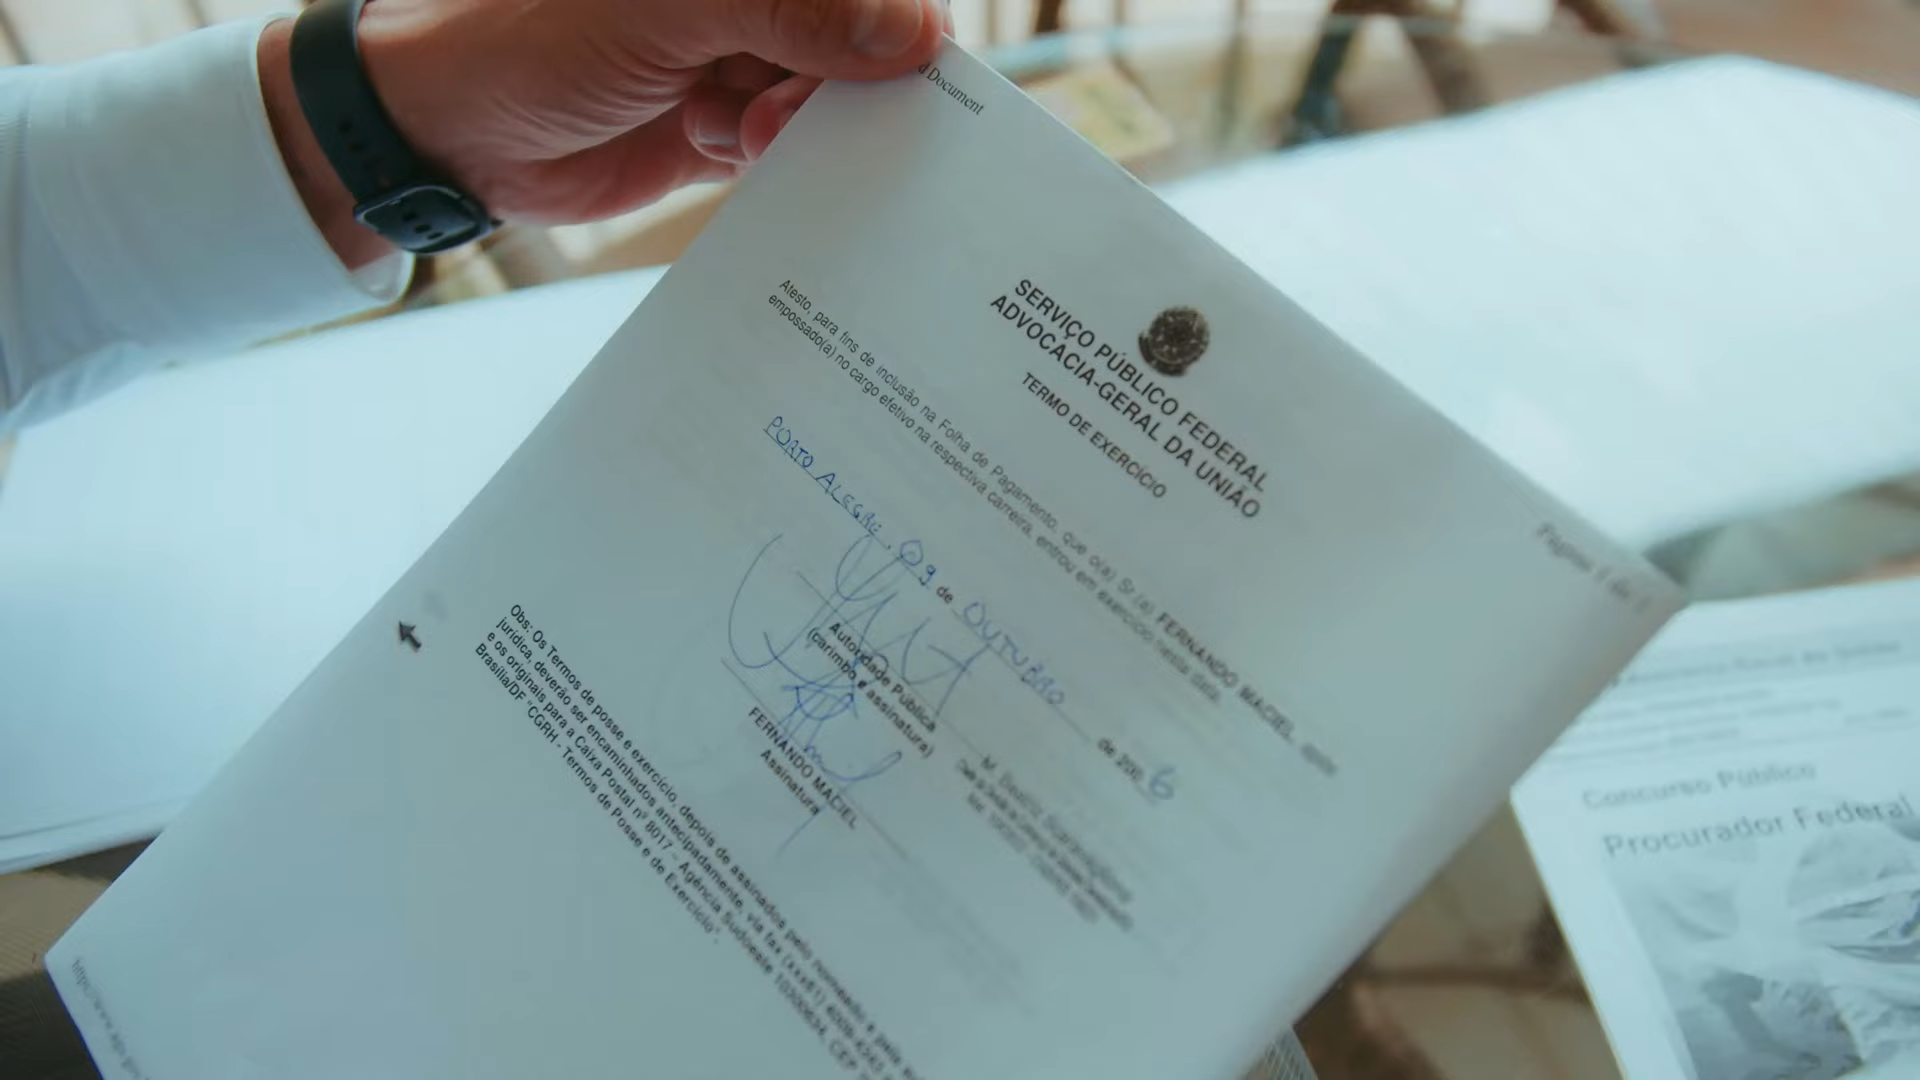 d Document
SERVIÇO PÚBLICO FEDERAL
ADVOCACIA-GERAL DA UNIÃO
TERMO DE EXERCÍCIO
Atesto, para fins de inclusão na Folha de Pagamento, que o(a) Sr.(a) FERNANDO MACIEL,
empossado(a) no cargo efetivo na respectiva carreira, entrou em exercício nesta data.
PORTO ALEGRE, 09 de OUTUBRO de 2006
Autoridade Pública
(carimbo e assinatura)
FERNANDO MACIEL
Assinatura
Obs: Os Termos de posse e exercício, depois de assinados pelo nomeado e pela
jurídica, deverão ser encaminhados antecipadamente, via fax (xxx61)
e os originais para a Caixa Postal nº 8017 – Agência Sudoeste CEP
Brasília/DF "CGRH - Termos de Posse e de Exercício".
Concurso Público
Procurador Federal